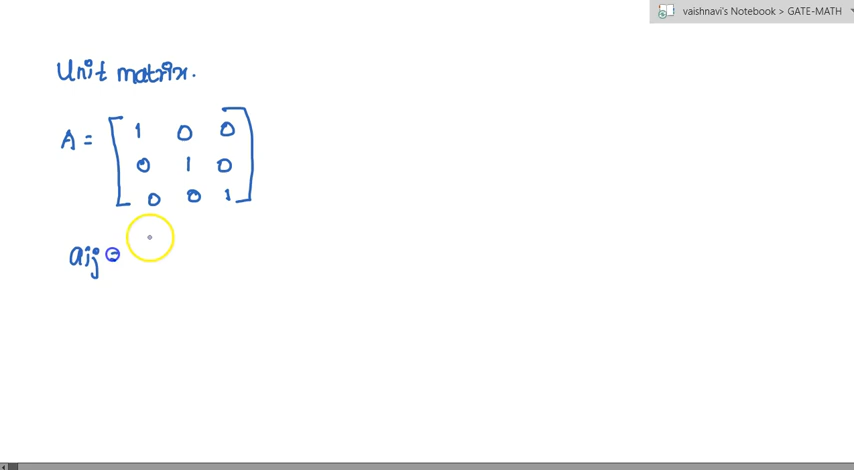 vaishnavi's Notebook > GATE-MATH
Unit matrix.
A = [ 1 0 0
0 1 0
0 0 1 ]
aij =